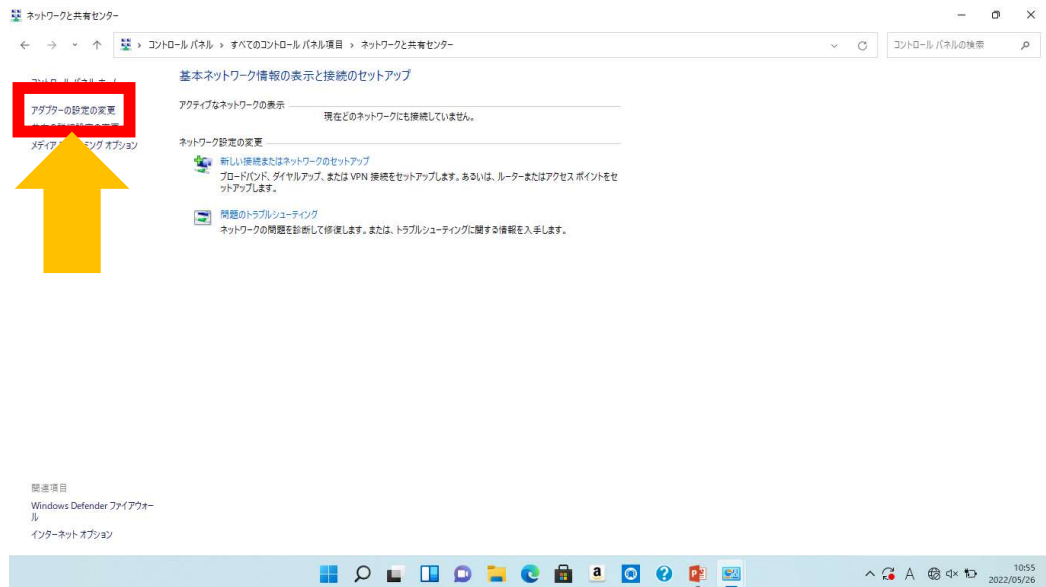 ネットワークと共有センター
コントロール パネル › すべてのコントロール パネル項目 › ネットワークと共有センター
コントロール パネルの検索
基本ネットワーク情報の表示と接続のセットアップ
アダプターの設定の変更
アクティブなネットワークの表示
現在どのネットワークにも接続していません。
ネットワーク設定の変更
新しい接続またはネットワークのセットアップ
ブロードバンド、ダイヤルアップ、または VPN 接続をセットアップします。あるいは、ルーターまたはアクセス ポイントをセ
ットアップします。
問題のトラブルシューティング
ネットワークの問題を診断して修復します。または、トラブルシューティングに関する情報を入手します。
オプション
関連項目
Windows Defender ファイアウォー
ル
インターネット オプション
a
A
10:55
2022/05/26